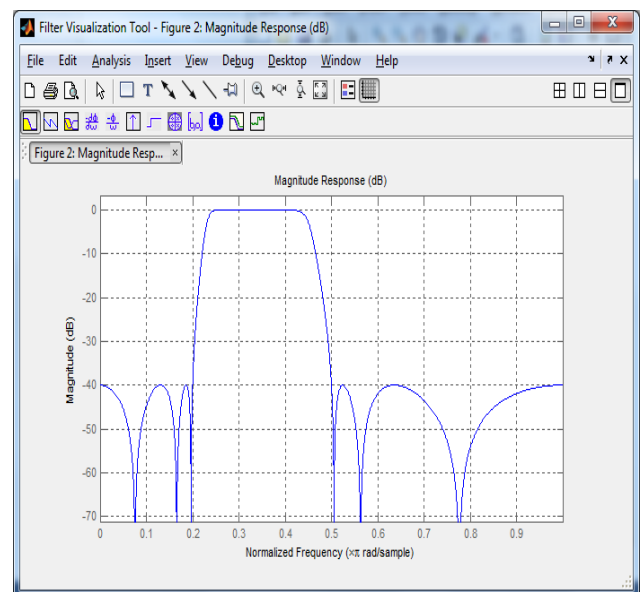 Filter Visualization Tool - Figure 2: Magnitude Response (dB)
File Edit Analysis Insert View Debug Desktop Window Help
Figure 2: Magnitude Resp... ×
Magnitude Response (dB)
0
-10
-20
-30
-40
-50
-60
-70
Magnitude (dB)
0 0.1 0.2 0.3 0.4 0.5 0.6 0.7 0.8 0.9
Normalized Frequency (×π rad/sample)